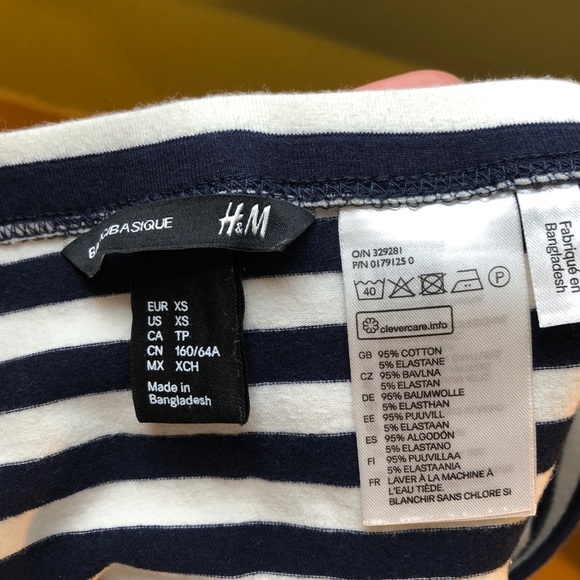 BASIQUE
H&M
EUR XS
US XS
CA TP
CN 160/64A
MX XCH
Made in
Bangladesh
O/N 329281
P/N 0179125 0
40
P
clevercare.info
GB 95% COTTON
5% ELASTANE
CZ 95% BAVLNA
5% ELASTAN
DE 95% BAUMWOLLE
5% ELASTHAN
EE 95% PUUVILL
5% ELASTAAN
ES 95% ALGODÓN
5% ELASTANO
FI 95% PUUVILLAA
5% ELASTAANIA
FR LAVER À LA MACHINE À
L'EAU TIÈDE.
BLANCHIR SANS CHLORE SI
Fabriqué en
Bangladesh